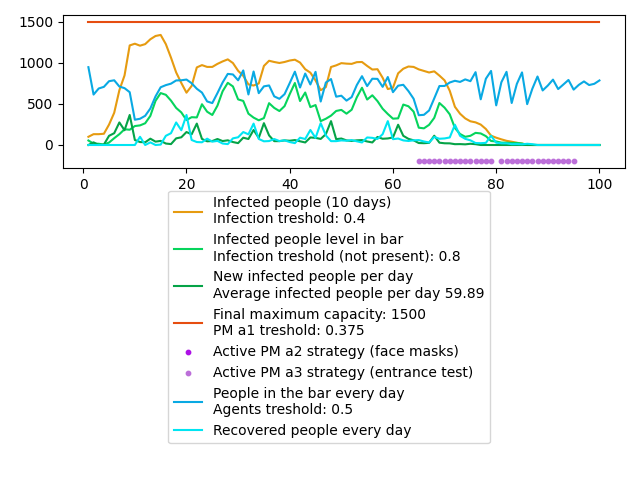 1500
1000
500
0
0 20 40 60 80 100
Infected people (10 days)
Infection treshold: 0.4
Infected people level in bar
Infection treshold (not present): 0.8
New infected people per day
Average infected people per day 59.89
Final maximum capacity: 1500
PM a1 treshold: 0.375
Active PM a2 strategy (face masks)
Active PM a3 strategy (entrance test)
People in the bar every day
Agents treshold: 0.5
Recovered people every day